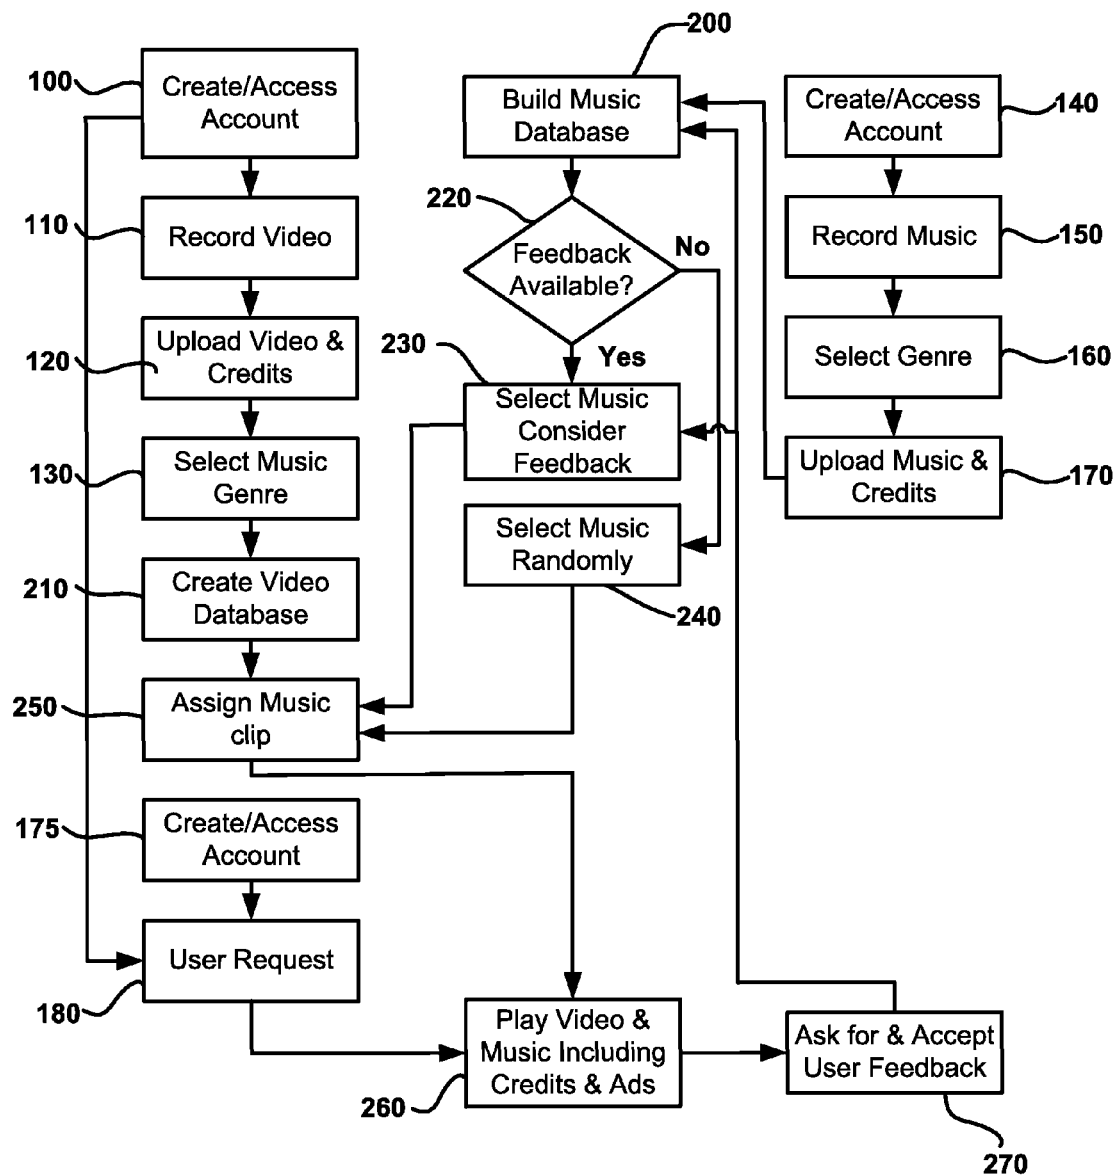 100
Create/Access
Account
110
Record Video
120
Upload Video &
Credits
130
Select Music
Genre
210
Create Video
Database
250
Assign Music
clip
175
Create/Access
Account
User Request
180
200
Build Music
Database
220
Feedback
Available?
No
Yes
230
Select Music
Consider
Feedback
Select Music
Randomly
240
Create/Access
Account
140
Record Music
150
Select Genre
160
Upload Music &
Credits
170
Play Video &
Music Including
Credits & Ads
260
Ask for & Accept
User Feedback
270